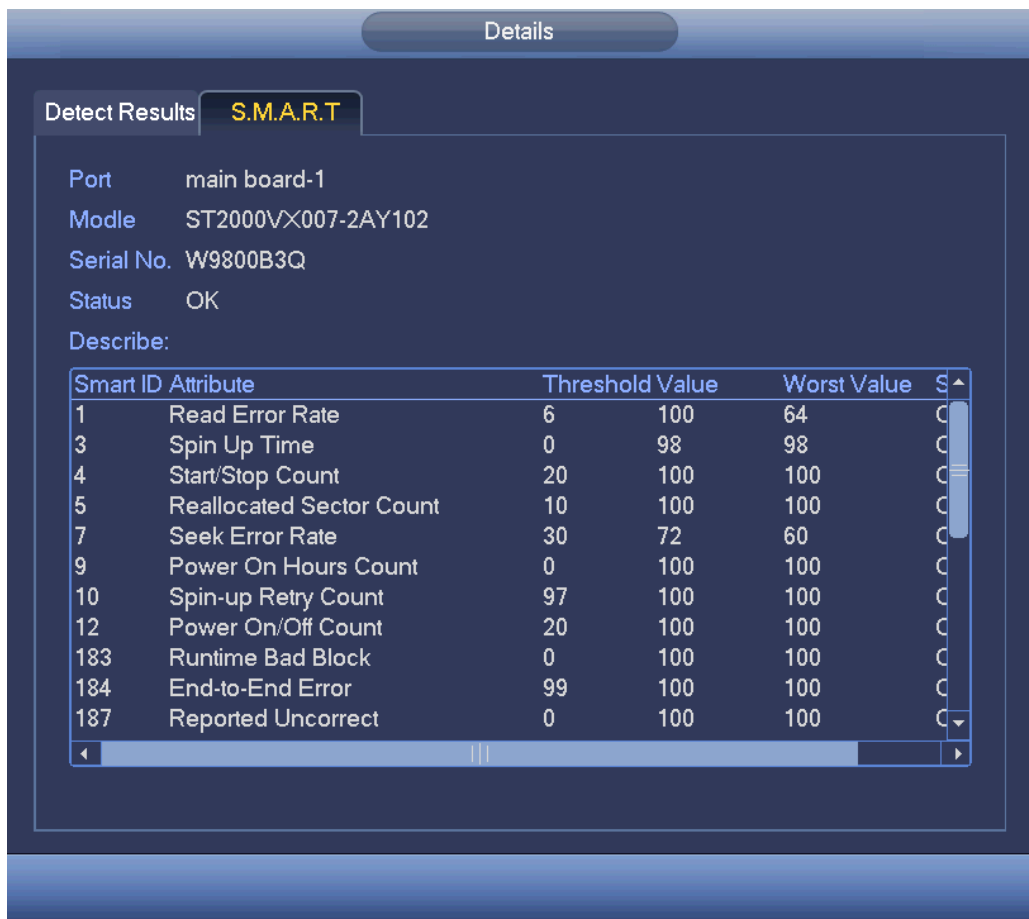 Details
Detect Results S.M.A.R.T
Port main board-1
Modle ST2000VX007-2AY102
Serial No. W9800B3Q
Status OK
Describe:
Smart ID Attribute Threshold Value Worst Value S
1 Read Error Rate 6 100 64
3 Spin Up Time 0 98 98
4 Start/Stop Count 20 100 100
5 Reallocated Sector Count 10 100 100
7 Seek Error Rate 30 72 60
9 Power On Hours Count 0 100 100
10 Spin-up Retry Count 97 100 100
12 Power On/Off Count 20 100 100
183 Runtime Bad Block 0 100 100
184 End-to-End Error 99 100 100
187 Reported Uncorrect 0 100 100